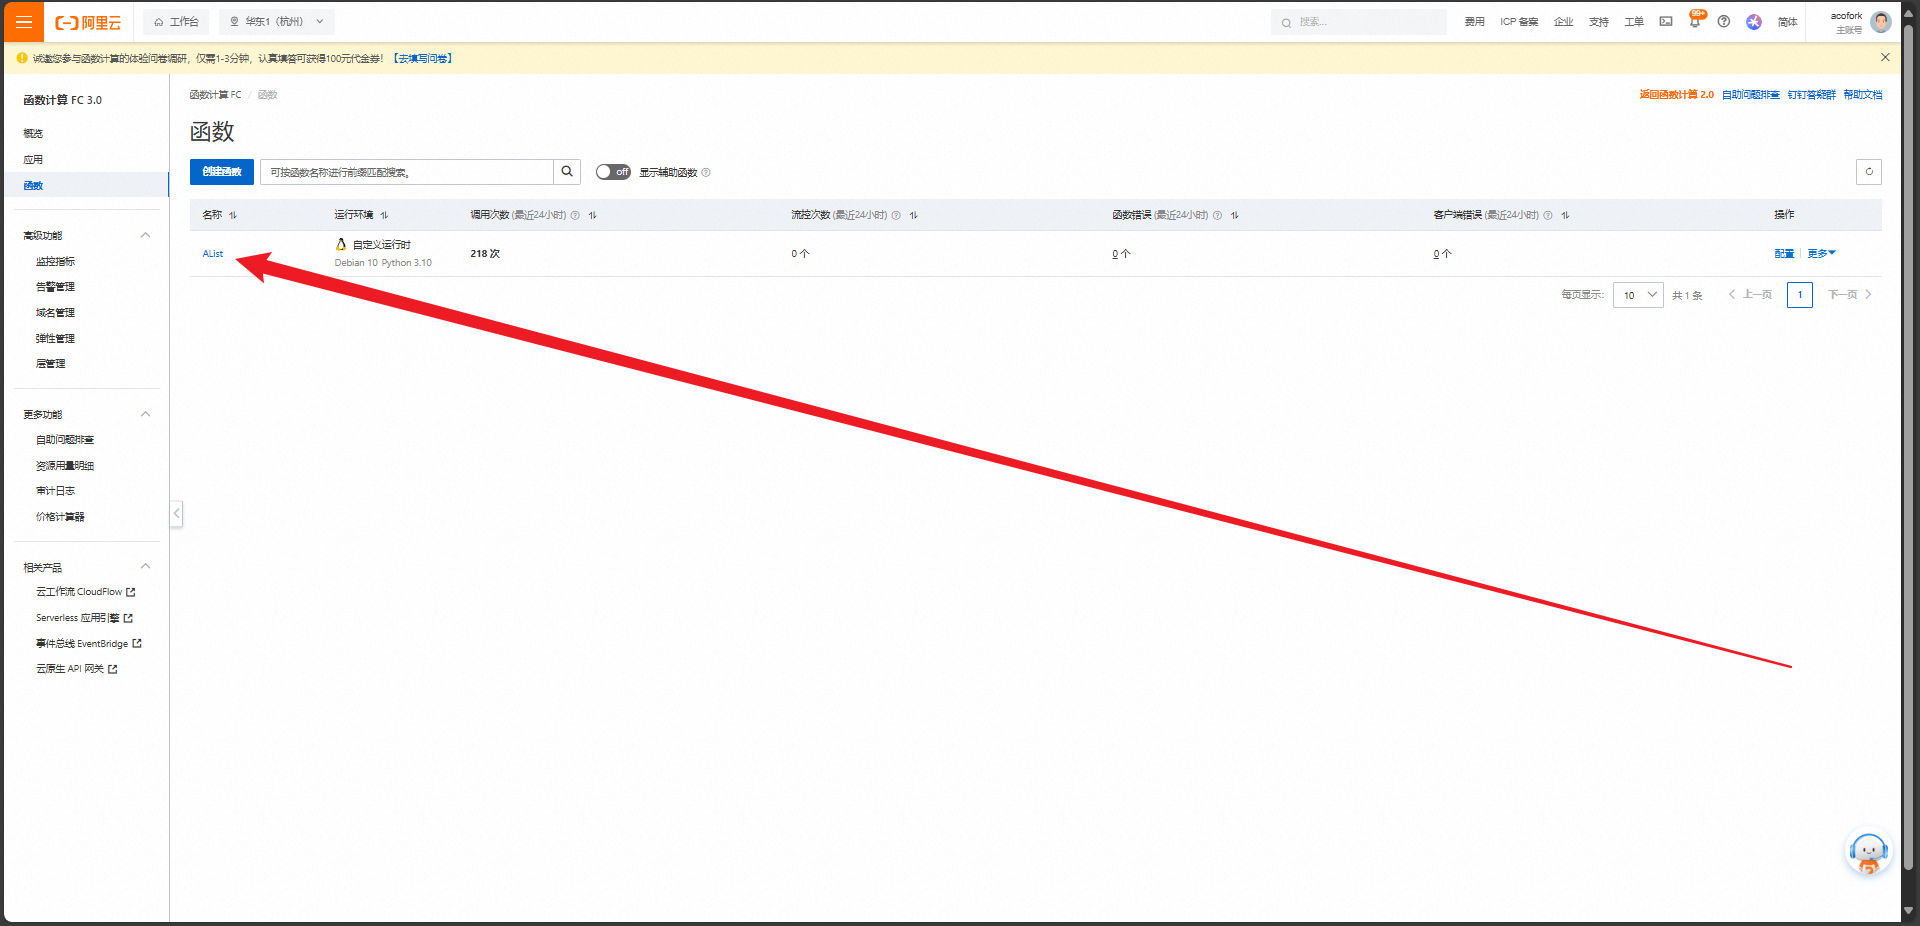 阿里云
工作台
华东1（杭州）
搜索...
费用
ICP 备案
企业
支持
工单
99+
简体
acofork
主账号
诚邀您参与函数计算的体验问卷调研，仅需1-3分钟，认真填答可获得100元代金券！【去填写问卷】
函数计算 FC 3.0
概览
应用
函数
高级功能
监控指标
告警管理
域名管理
弹性管理
层管理
更多功能
自助问题排查
资源用量明细
审计日志
价格计算器
相关产品
云工作流 CloudFlow
Serverless 应用引擎
事件总线 EventBridge
云原生 API 网关
函数计算 FC / 函数
返回函数计算 2.0 自助问题排查 钉钉答疑群 帮助文档
函数
创建函数
可按函数名称进行前缀匹配搜索。
off
显示辅助函数
名称
运行环境
调用次数 (最近24小时)
流控次数 (最近24小时)
函数错误 (最近24小时)
客户端错误 (最近24小时)
操作
AList
自定义运行时
Debian 10 Python 3.10
218 次
0 个
0 个
0 个
配置
更多
每页显示:
10
共 1 条
上一页
1
下一页